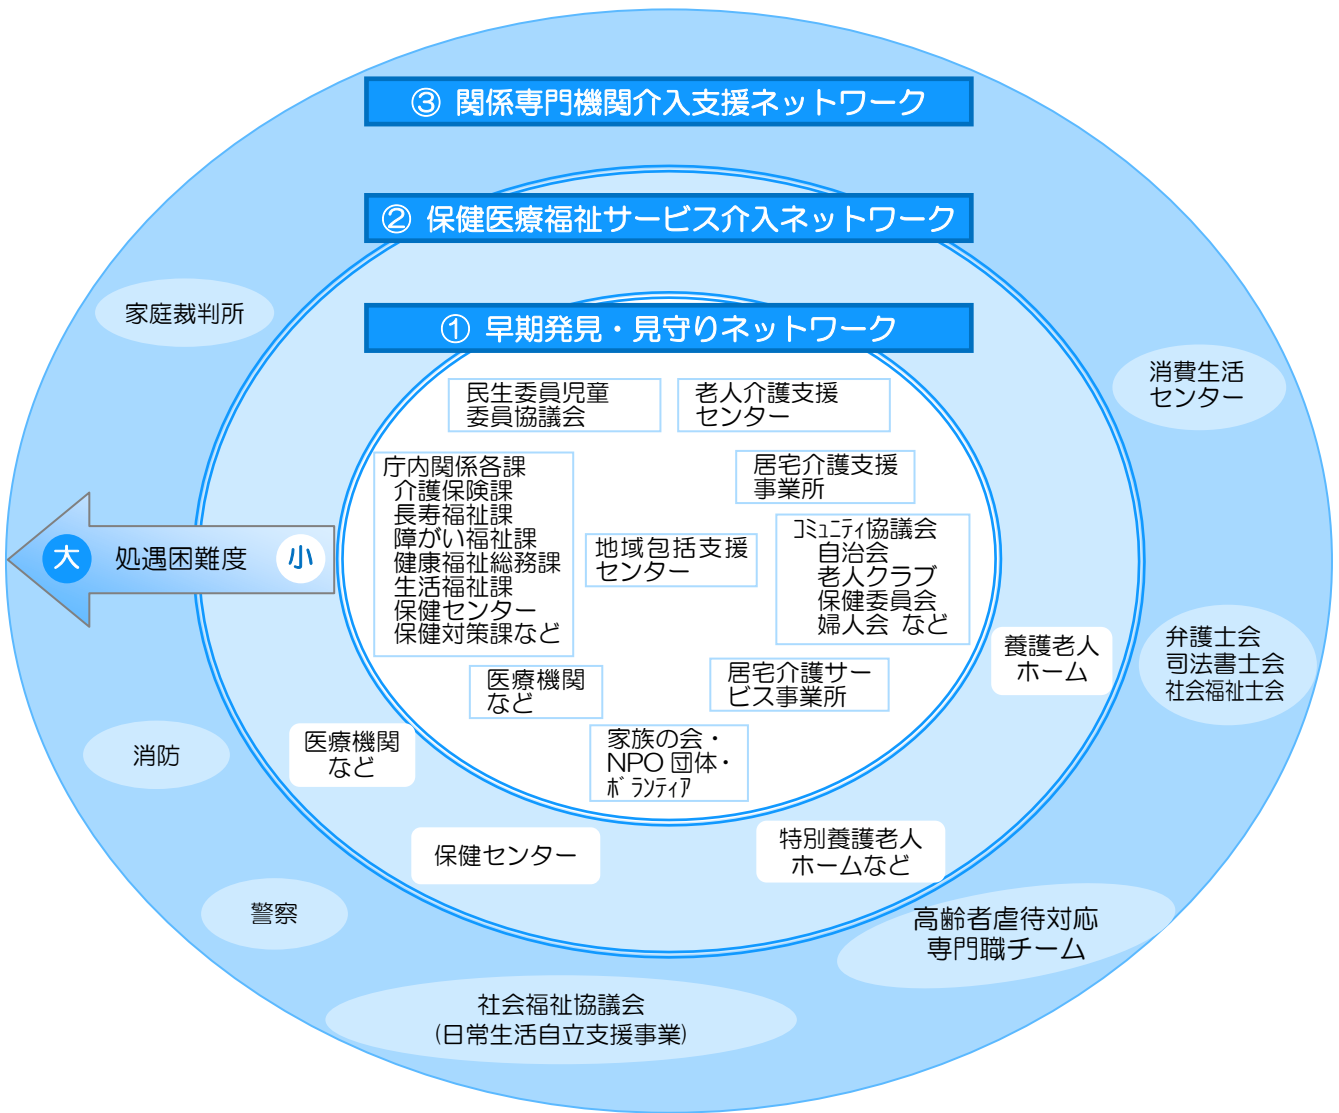 ③ 関係専門機関介入支援ネットワーク
② 保健医療福祉サービス介入ネットワーク
① 早期発見・見守りネットワーク
家庭裁判所
消費生活
センター
民生委員児童
委員協議会
老人介護支援
センター
庁内関係各課
介護保険課
長寿福祉課
障がい福祉課
健康福祉総務課
生活福祉課
保健センター
保健対策課など
居宅介護支援
事業所
地域包括支援
センター
ｺﾐｭﾆﾃｨ協議会
自治会
老人クラブ
保健委員会
婦人会 など
大 処遇困難度 小
医療機関
など
居宅介護サー
ビス事業所
家族の会・
NPO 団体・
ﾎﾞﾗﾝﾃｨｱ
養護老人
ホーム
弁護士会
司法書士会
社会福祉士会
消防
医療機関
など
保健センター
特別養護老人
ホームなど
警察
高齢者虐待対応
専門職チーム
社会福祉協議会
(日常生活自立支援事業)